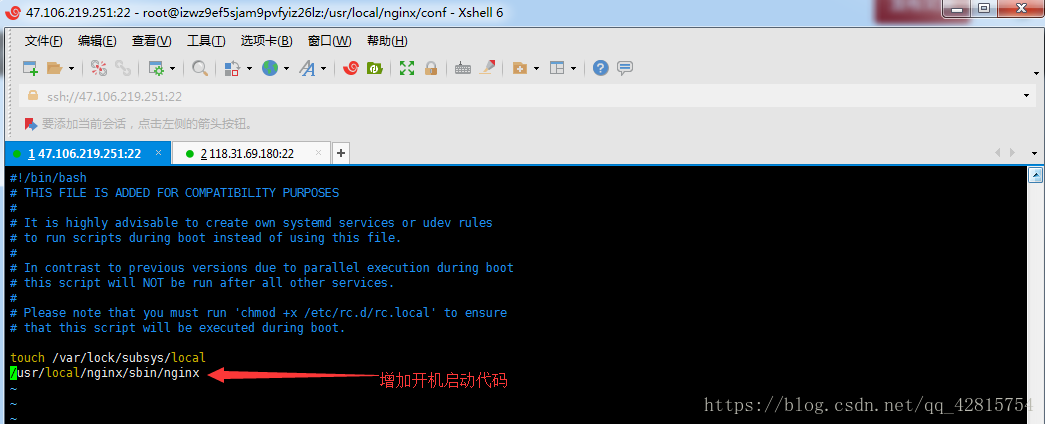 47.106.219.251:22 - root@izwz9ef5sjam9pvfyiz26lz:/usr/local/nginx/conf - Xshell 6
文件(F) 编辑(E) 查看(V) 工具(T) 选项卡(B) 窗口(W) 帮助(H)
ssh://47.106.219.251:22
要添加当前会话，点击左侧的箭头按钮。
1 47.106.219.251:22 × 2 118.31.69.180:22 × +
#!/bin/bash
# THIS FILE IS ADDED FOR COMPATIBILITY PURPOSES
#
# It is highly advisable to create own systemd services or udev rules
# to run scripts during boot instead of using this file.
#
# In contrast to previous versions due to parallel execution during boot
# this script will NOT be run after all other services.
#
# Please note that you must run 'chmod +x /etc/rc.d/rc.local' to ensure
# that this script will be executed during boot.
touch /var/lock/subsys/local
/usr/local/nginx/sbin/nginx
增加开机启动代码
~
~
~
https://blog.csdn.net/qq_42815754